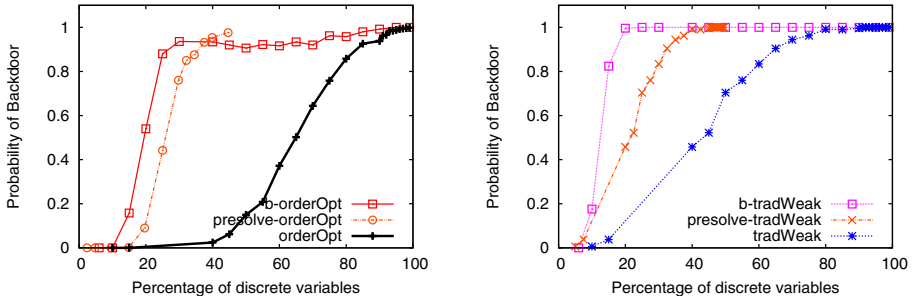 Probability of Backdoor
1
0.8
0.6
0.4
0.2
0
b-orderOpt
presolve-orderOpt
orderOpt
0 20 40 60 80 100
Percentage of discrete variables
Probability of Backdoor
1
0.8
0.6
0.4
0.2
0
b-tradWeak
presolve-tradWeak
tradWeak
0 20 40 60 80 100
Percentage of discrete variables